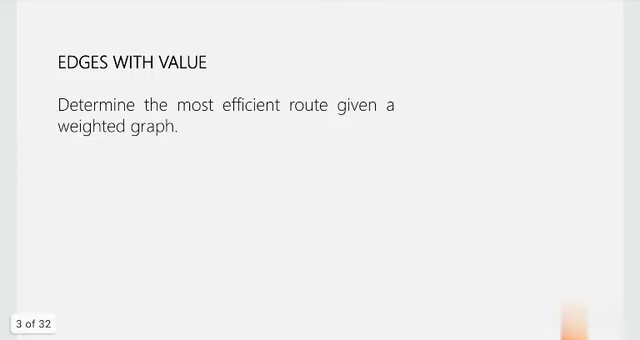 EDGES WITH VALUE
Determine the most efficient route given a
weighted graph.
3 of 32